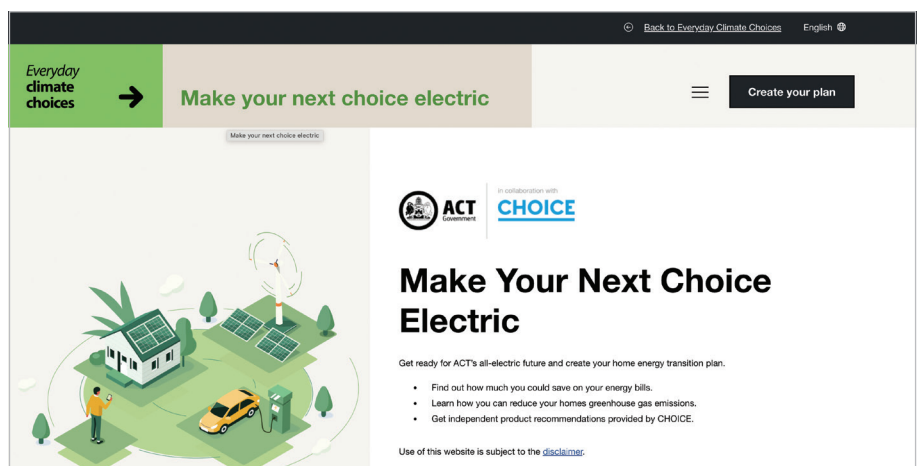 Back to Everyday Climate Choices English
Everyday
climate
choices
Make your next choice electric
Create your plan
Make your next choice electric
ACT
Government
in collaboration with
CHOICE
Make Your Next Choice
Electric
Get ready for ACT's all-electric future and create your home energy transition plan.
• Find out how much you could save on your energy bills.
• Learn how you can reduce your homes greenhouse gas emissions.
• Get independent product recommendations provided by CHOICE.
Use of this website is subject to the disclaimer.